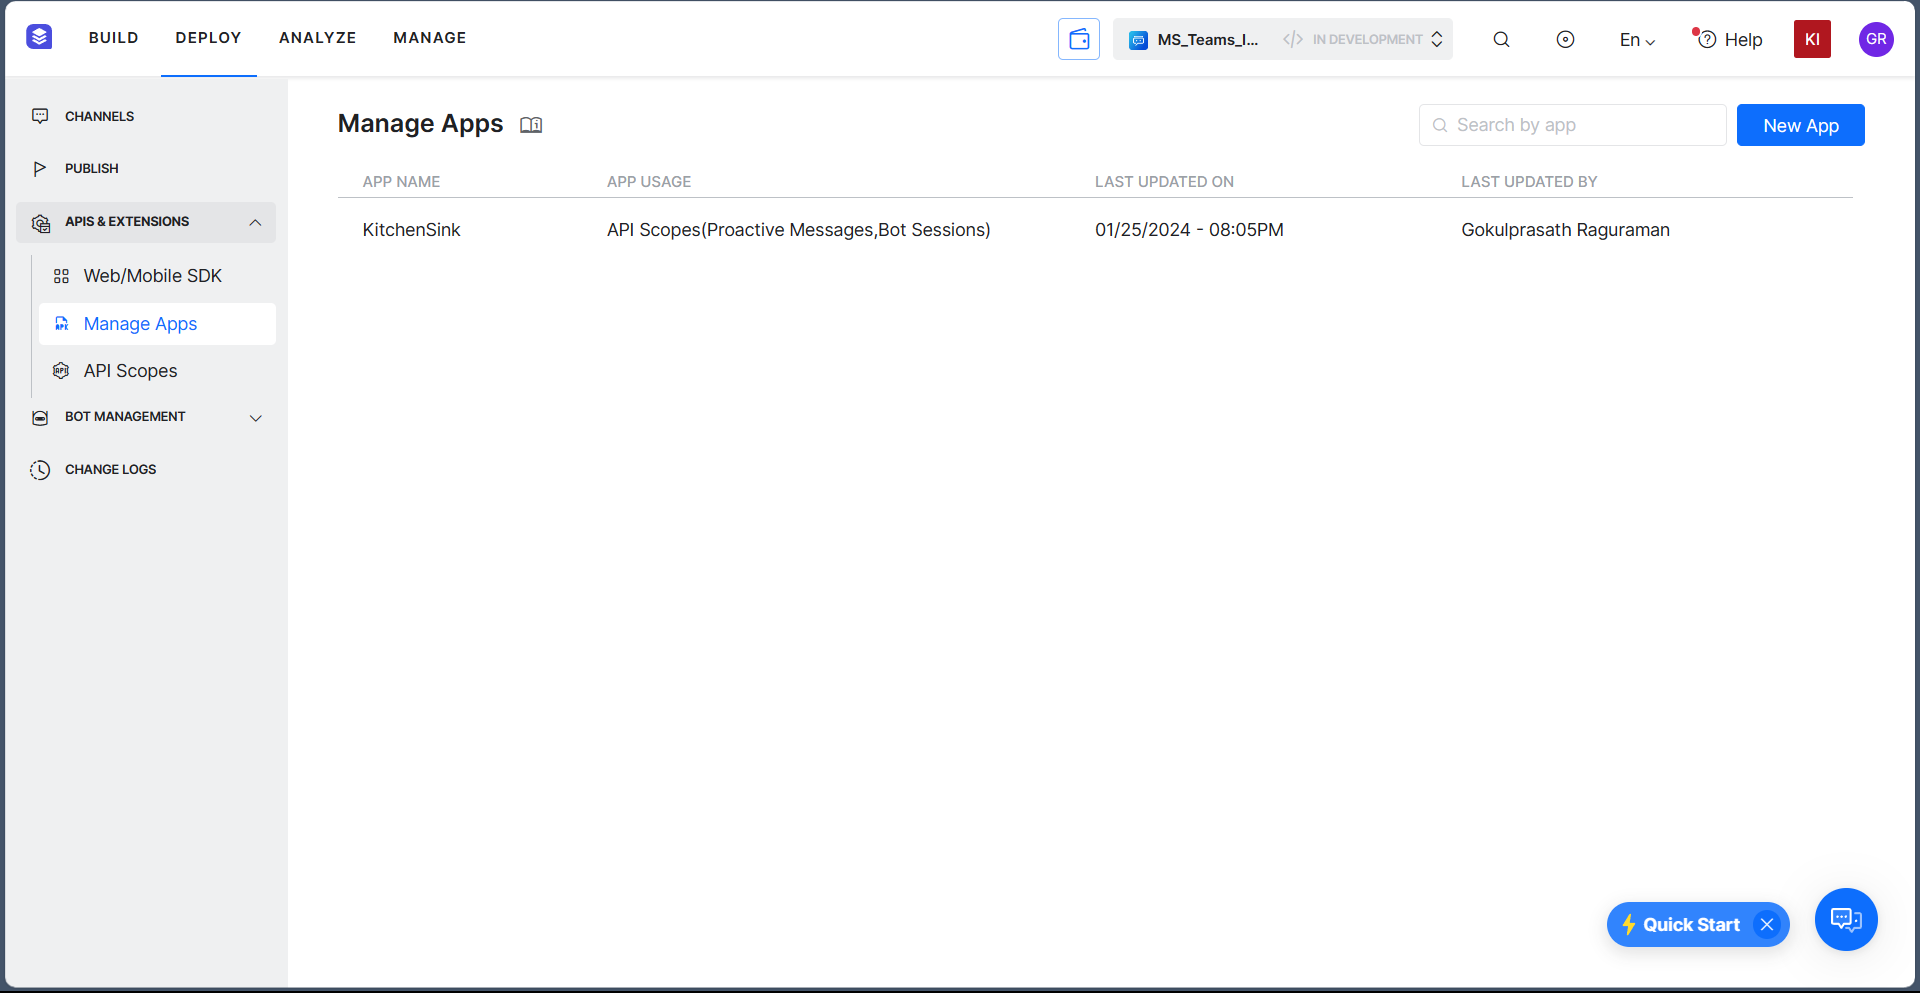 BUILD DEPLOY ANALYZE MANAGE MS_Teams_I... </> IN DEVELOPMENT En Help KI GR
CHANNELS
PUBLISH
APIS & EXTENSIONS
Web/Mobile SDK
Manage Apps
API Scopes
BOT MANAGEMENT
CHANGE LOGS
Manage Apps Search by app New App
APP NAME APP USAGE LAST UPDATED ON LAST UPDATED BY
KitchenSink API Scopes(Proactive Messages,Bot Sessions) 01/25/2024 - 08:05PM Gokulprasath Raguraman
Quick Start